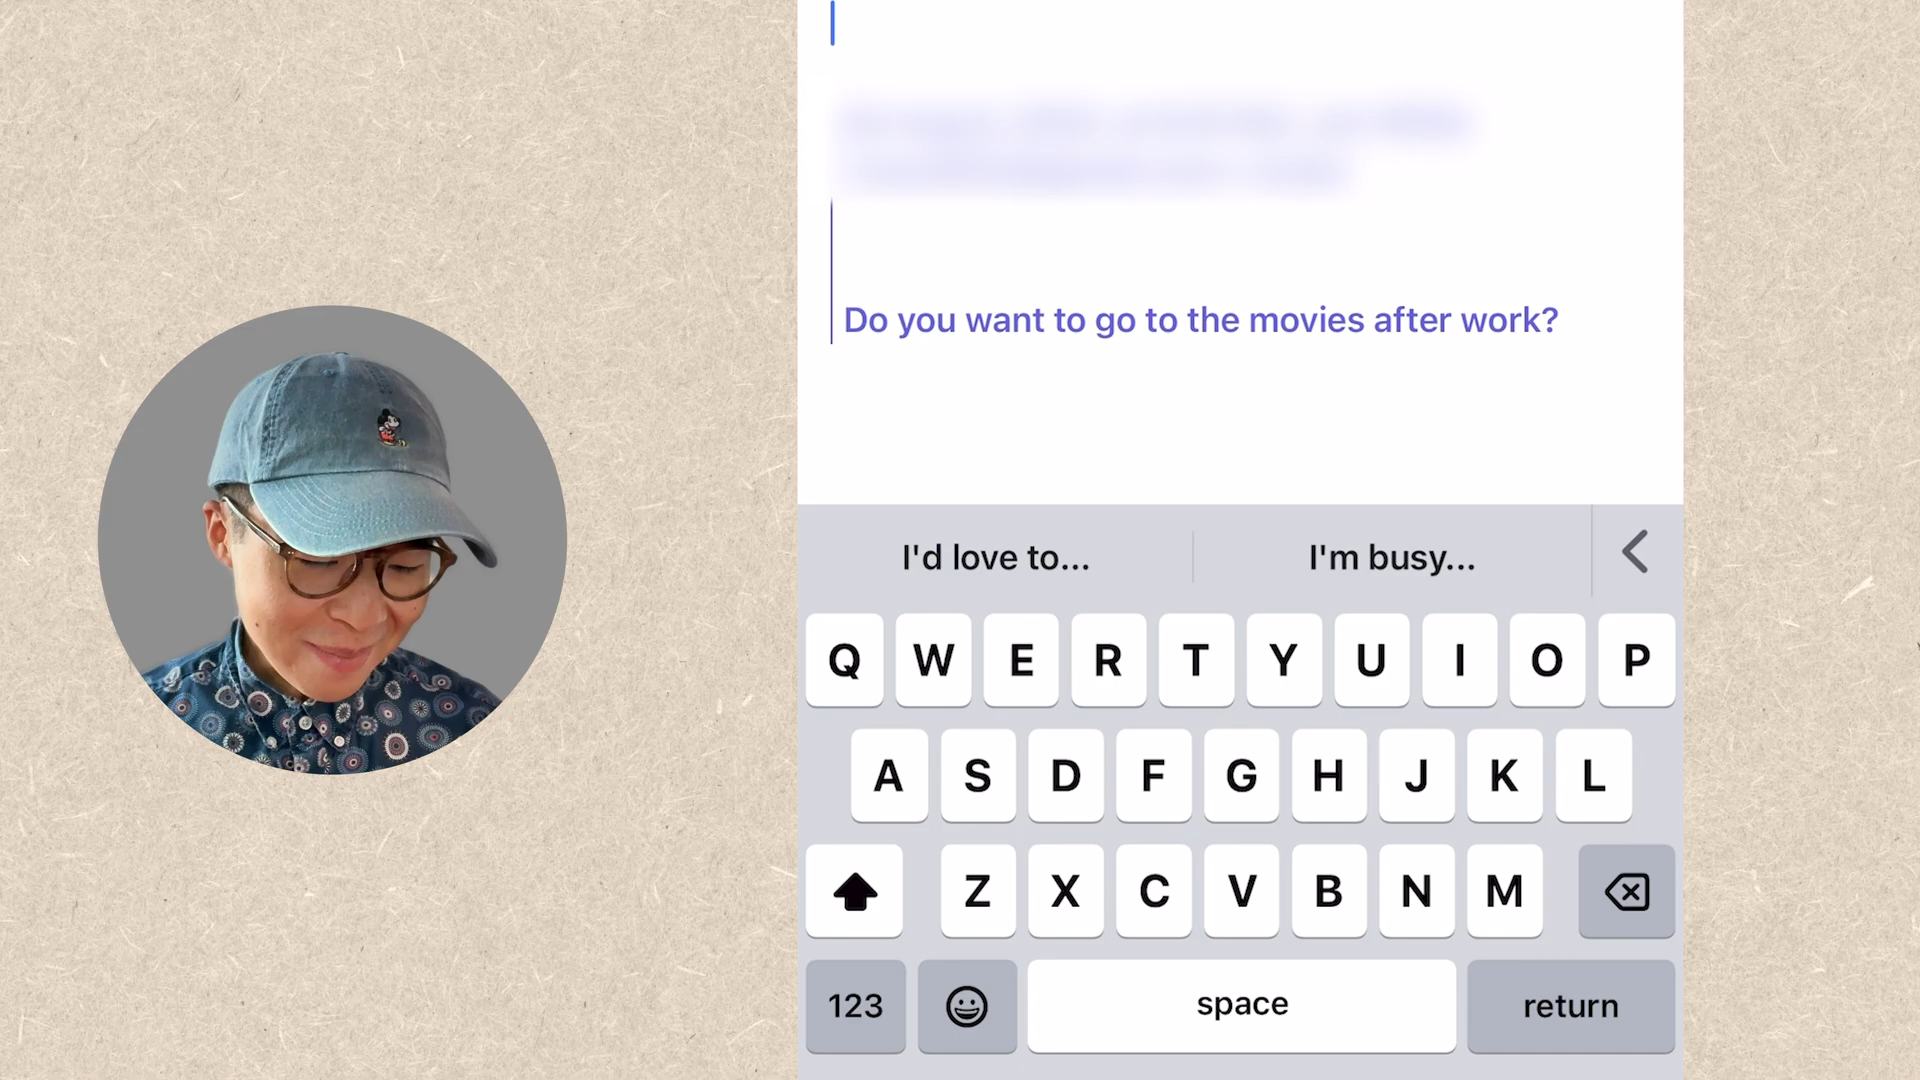 Do you want to go to the movies after work?
I'd love to...
I'm busy...
Q W E R T Y U I O P
A S D F G H J K L
Z X C V B N M
123 space return